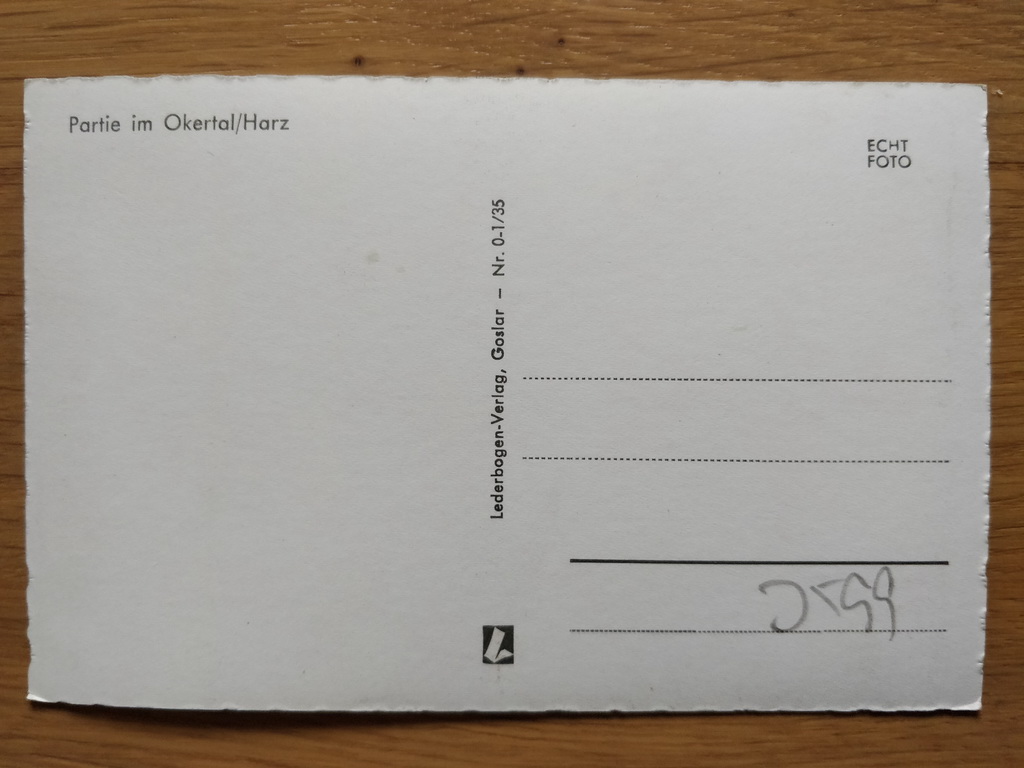 Partie im Okertal/Harz
ECHT
FOTO
Lederbogen-Verlag, Goslar – Nr. 0-1/35